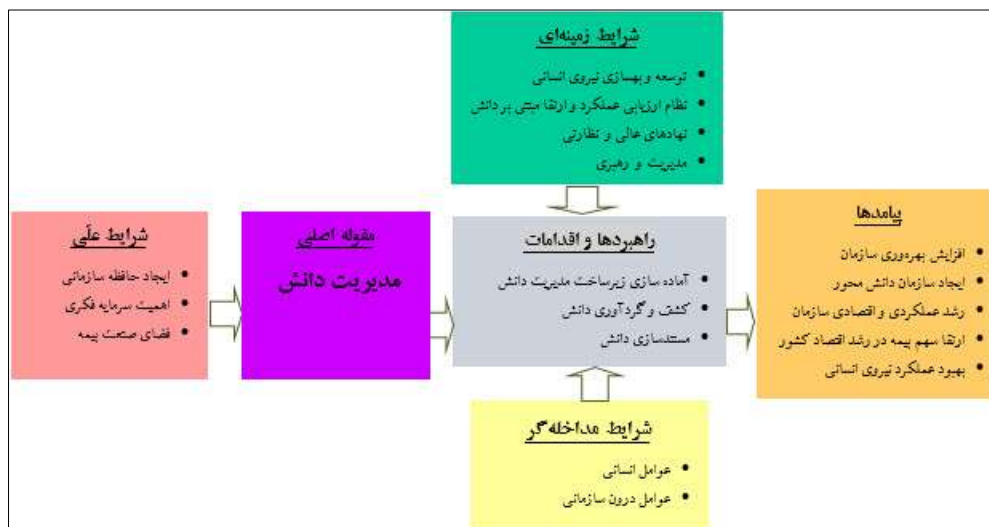 شرایط زمینه‌ای
توسعه و بهسازی نیروی انسانی
نظام ارزیابی عملکرد و ارتقا مبتنی بر دانش
نهادهای عالی و نظارتی
مدیریت و رهبری
شرایط علّی
ایجاد حافظه سازمانی
اهمیت سرمایه فکری
فضای صنعت بیمه
مقوله اصلی
مدیریت دانش
راهبردها و اقدامات
آماده سازی زیرساخت مدیریت دانش
کشف و گردآوری دانش
مستندسازی دانش
پیامدها
افزایش بهره‌وری سازمان
ایجاد سازمان دانش محور
رشد عملکردی و اقتصادی سازمان
ارتقا سهم بیمه در رشد اقتصاد کشور
بهبود عملکرد نیروی انسانی
شرایط مداخله‌گر
عوامل انسانی
عوامل درون سازمانی